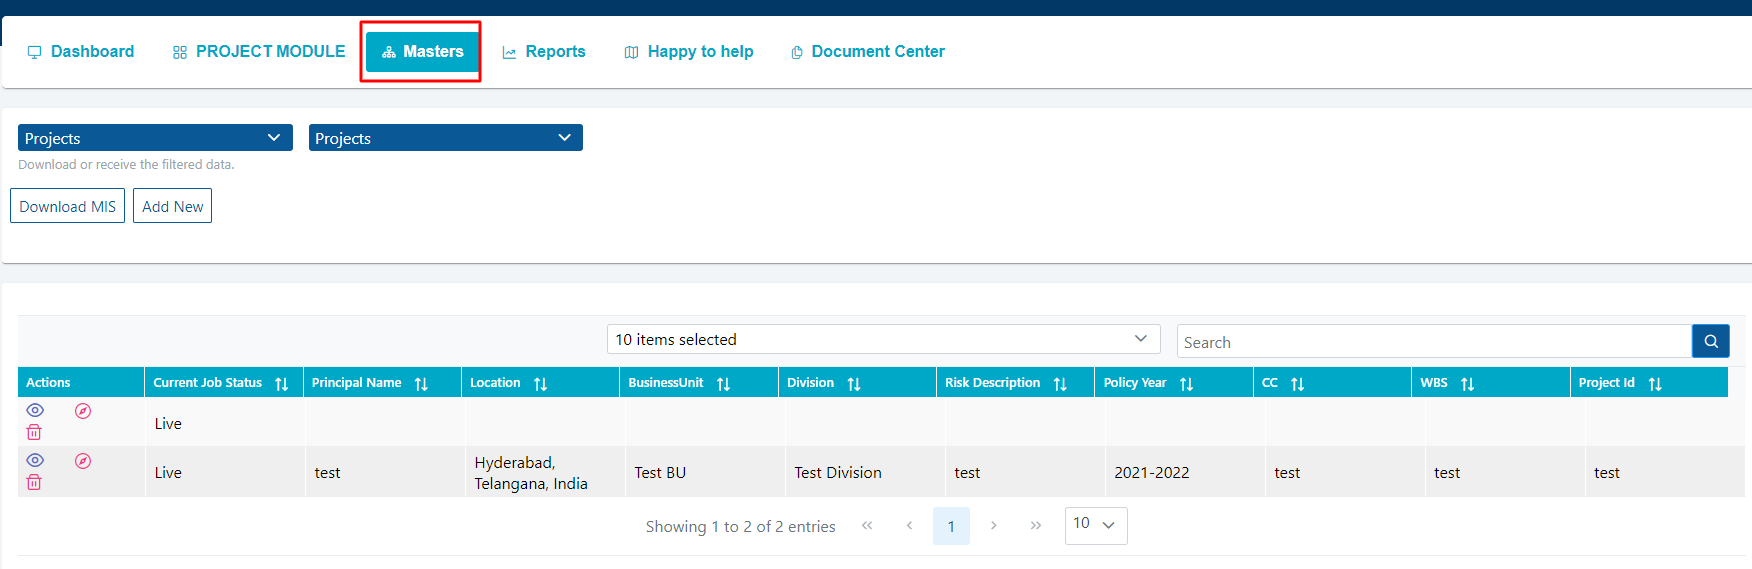 Dashboard PROJECT MODULE Masters Reports Happy to help Document Center
Projects Projects
Download or receive the filtered data.
Download MIS Add New
10 items selected Search
Actions Current Job Status Principal Name Location BusinessUnit Division Risk Description Policy Year CC WBS Project Id
Live
Live test Hyderabad, Test BU Test Division test 2021-2022 test test test
Telangana, India
Showing 1 to 2 of 2 entries « ‹ 1 › » 10